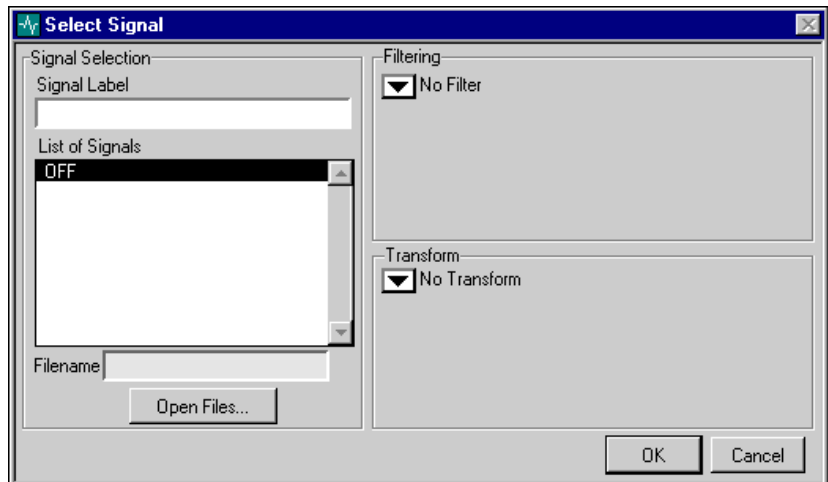 Select Signal
Signal Selection
Signal Label
List of Signals
OFF
Filename
Open Files...
Filtering
No Filter
Transform
No Transform
OK
Cancel